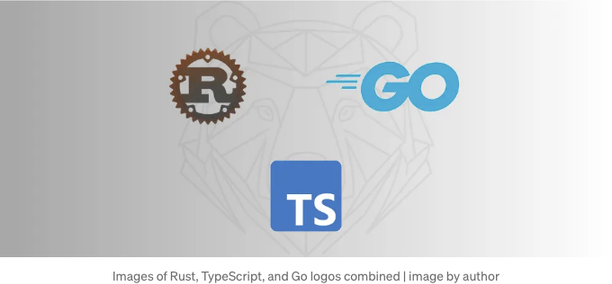 R
GO
TS
Images of Rust, TypeScript, and Go logos combined | image by author